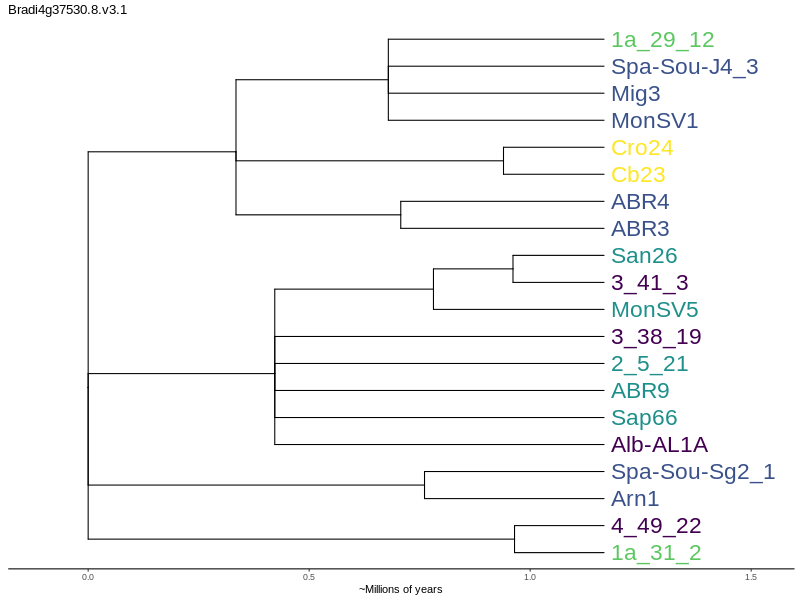 Bradi4g37530.8.v3.1
1a_29_12
Spa-Sou-J4_3
Mig3
MonSV1
Cro24
Cb23
ABR4
ABR3
San26
3_41_3
MonSV5
3_38_19
2_5_21
ABR9
Sap66
Alb-AL1A
Spa-Sou-Sg2_1
Arn1
4_49_22
1a_31_2
0.0 0.5 1.0 1.5
~Millions of years